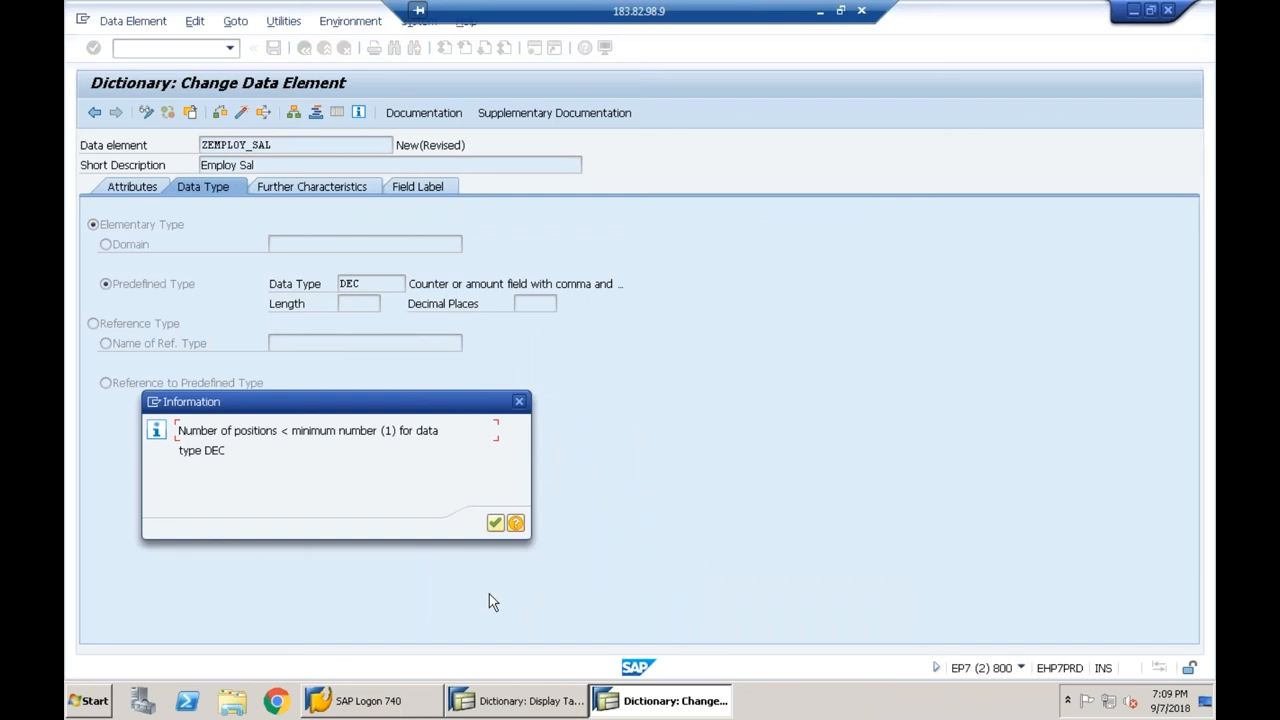 183.82.98.9
Data Element Edit Goto Utilities Environment
Dictionary: Change Data Element
Documentation Supplementary Documentation
Data element ZEMPLOY_SAL New(Revised)
Short Description Employ Sal
Attributes Data Type Further Characteristics Field Label
Elementary Type
Domain
Predefined Type Data Type DEC Counter or amount field with comma and ...
Length Decimal Places
Reference Type
Name of Ref. Type
Reference to Predefined Type
Information
Number of positions < minimum number (1) for data
type DEC
SAP
EP7 (2) 800 EHP7PRD INS
Start SAP Logon 740 Dictionary: Display Ta... Dictionary: Change... 7:09 PM
9/7/2018